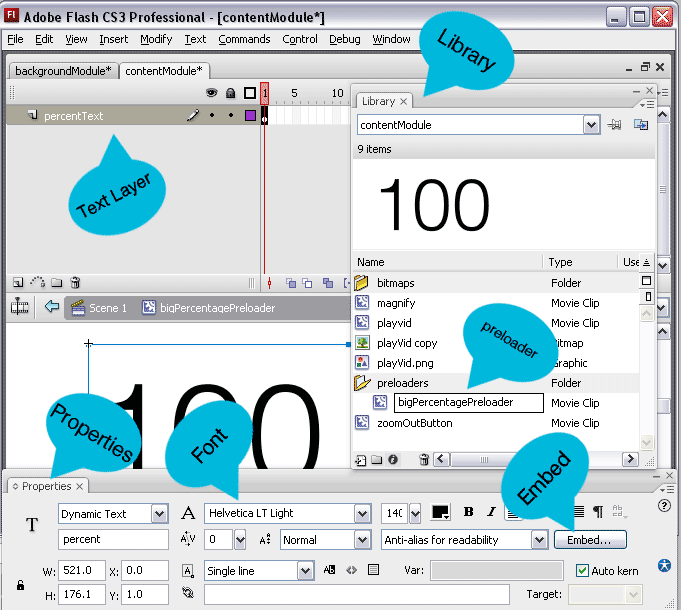 Adobe Flash CS3 Professional - [contentModule*]
File Edit View Insert Modify Text Commands Control Debug Window
Library
backgroundModule* contentModule*
1 5 10
Library
percentText
contentModule
9 items
Text Layer
100
Name Type Use
bitmaps Folder
magnify Movie Clip
Scene 1 bigPercentagePreloader
playvid Movie Clip
preloader
playVid copy Bitmap
playVid.png Graphic
preloaders Folder
bigPercentagePreloader Movie Clip
zoomOutButton Movie Clip
100
Properties
Font
Embed
Properties
T Dynamic Text A Helvetica LT Light 140 B I
percent A V 0 A Normal Anti-alias for readability Embed...
W: 521.0 X: 0.0 A Single line AB Var: Auto kern
H: 176.1 Y: 1.0 Target: